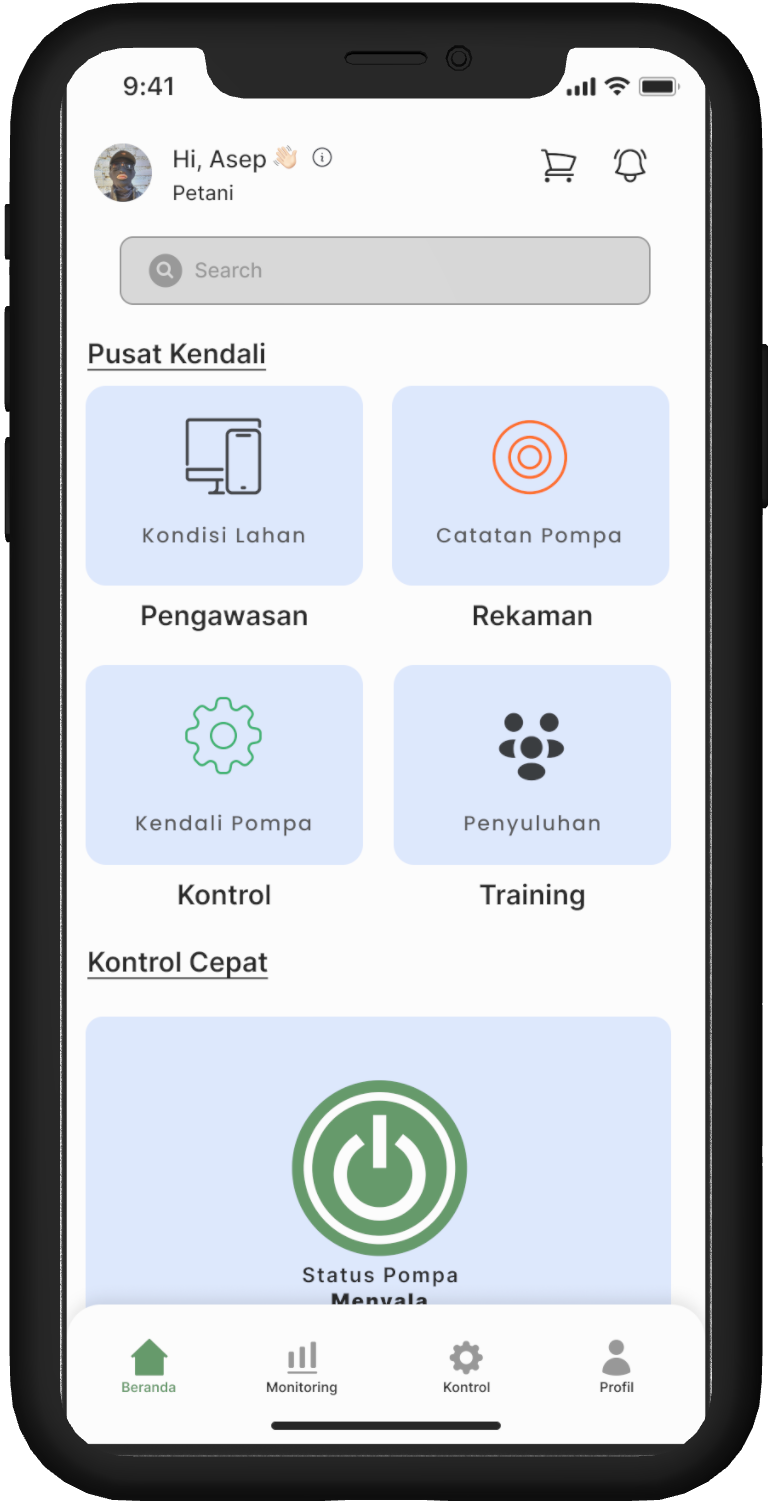 9:41
Hi, Asep 👋🏻
Petani
Search
Pusat Kendali
Kondisi Lahan
Catatan Pompa
Pengawasan
Rekaman
Kendali Pompa
Penyuluhan
Kontrol
Training
Kontrol Cepat
Status Pompa
Menyala
Beranda
Monitoring
Kontrol
Profil